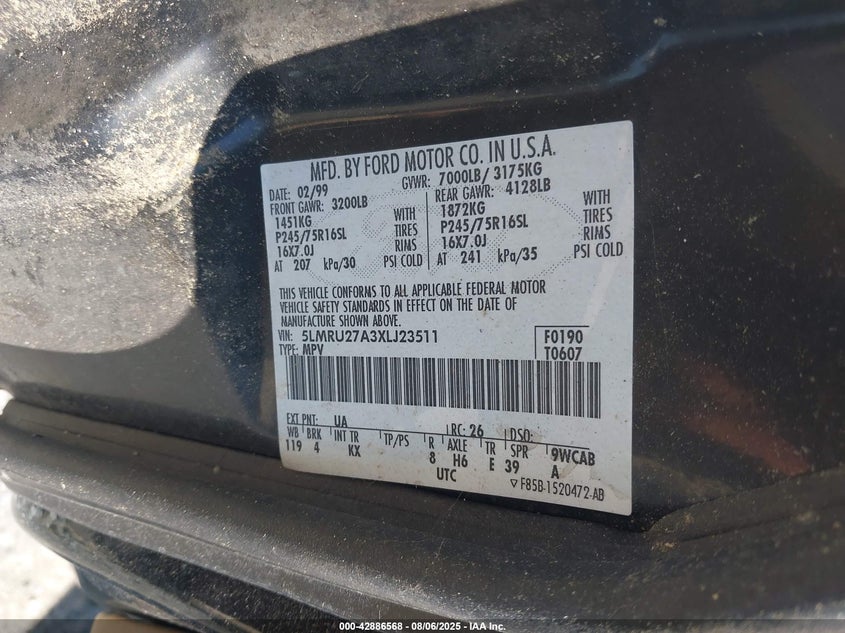 MFD. BY FORD MOTOR CO. IN U.S.A.
DATE: 02/99 GVWR: 7000LB/ 3175KG
FRONT GAWR: 3200LB REAR GAWR: 4128LB
1451KG WITH 1872KG WITH
P245/75R16SL TIRES P245/75R16SL TIRES
16X7.0J RIMS 16X7.0J RIMS
AT 207 kPa/30 PSI COLD AT 241 kPa/35 PSI COLD
THIS VEHICLE CONFORMS TO ALL APPLICABLE FEDERAL MOTOR
VEHICLE SAFETY STANDARDS IN EFFECT ON THE DATE OF
MANUFACTURE SHOWN ABOVE.
VIN: 5LMRU27A3XLJ23511 F0190
TYPE: MPV T0607
EXT PNT: UA RC: 26 DSO:
WB BRK INT TR TP/PS R AXLE TR SPR 9WCAB
119 4 KX 8 H6 E 39 A
UTC
▽ F85B-1520472-AB
000-42886568 - 08/06/2025 - IAA Inc.